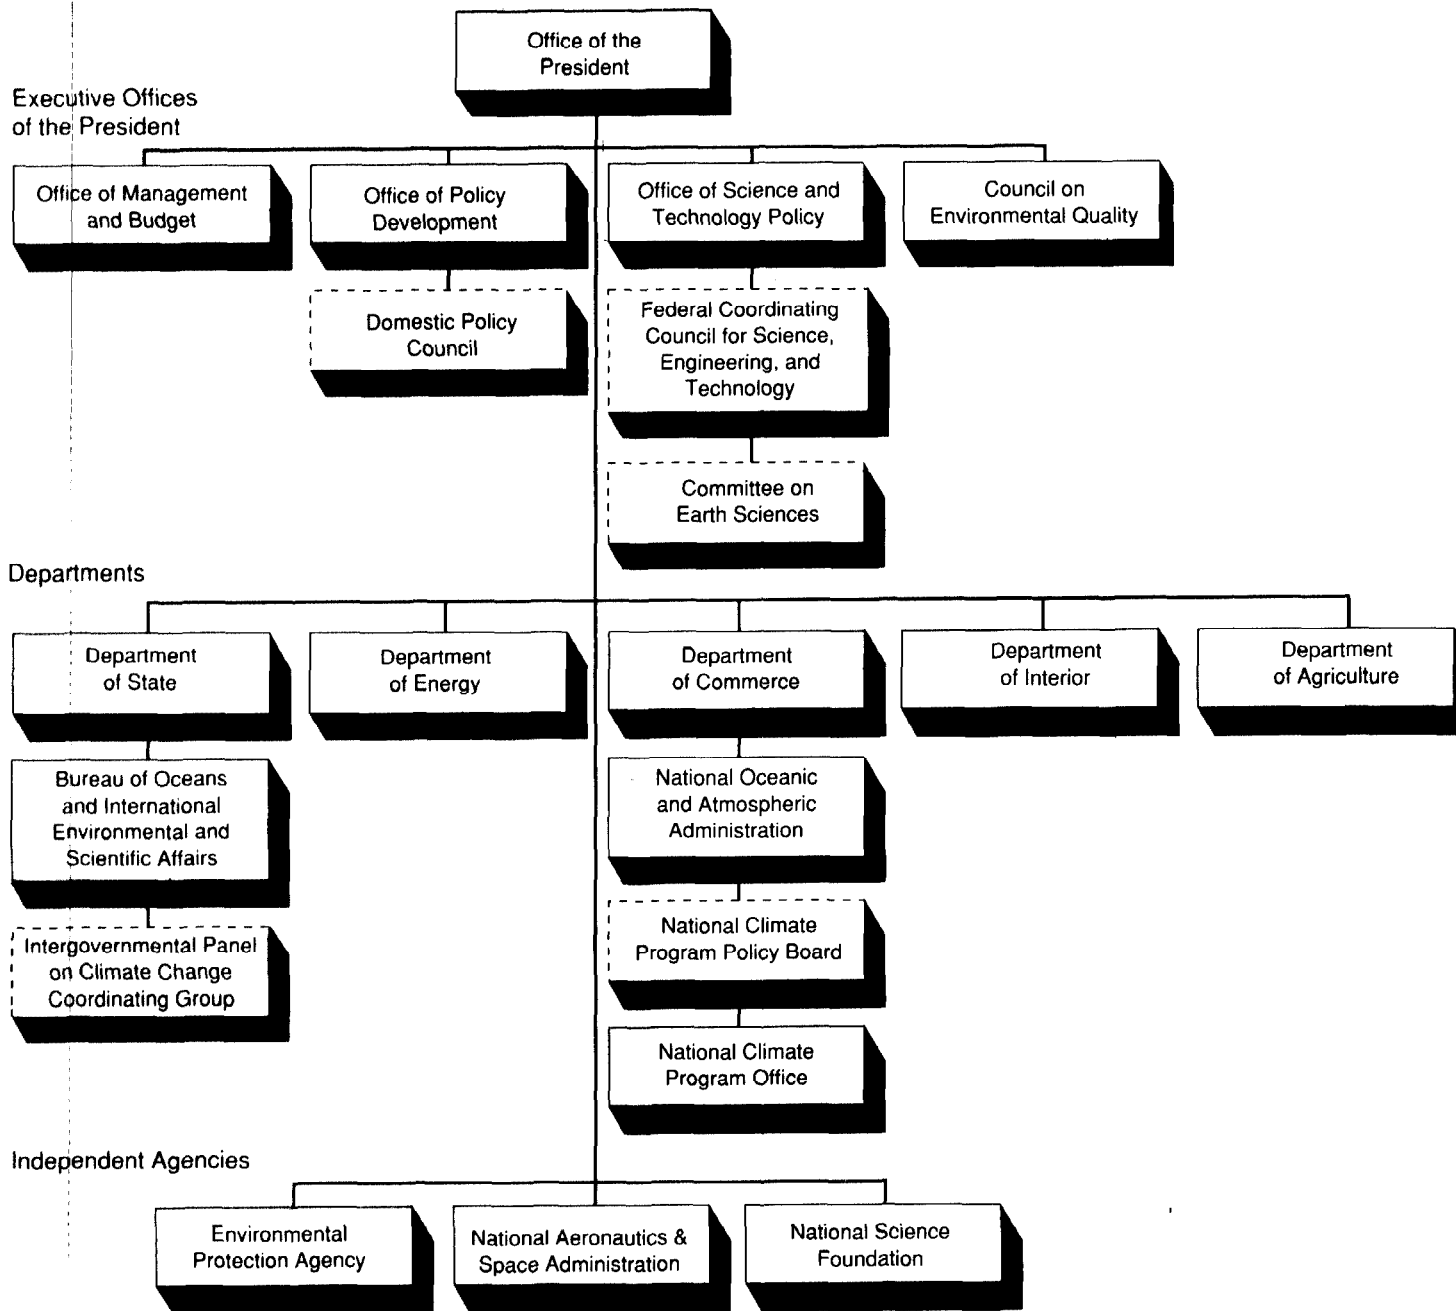 Office of the
President
Executive Offices
of the President
Office of Management
and Budget
Office of Policy
Development
Office of Science and
Technology Policy
Council on
Environmental Quality
Domestic Policy
Council
Federal Coordinating
Council for Science,
Engineering, and
Technology
Committee on
Earth Sciences
Departments
Department
of State
Department
of Energy
Department
of Commerce
Department
of Interior
Department
of Agriculture
Bureau of Oceans
and International
Environmental and
Scientific Affairs
National Oceanic
and Atmospheric
Administration
Intergovernmental Panel
on Climate Change
Coordinating Group
National Climate
Program Policy Board
National Climate
Program Office
Independent Agencies
Environmental
Protection Agency
National Aeronautics &
Space Administration
National Science
Foundation